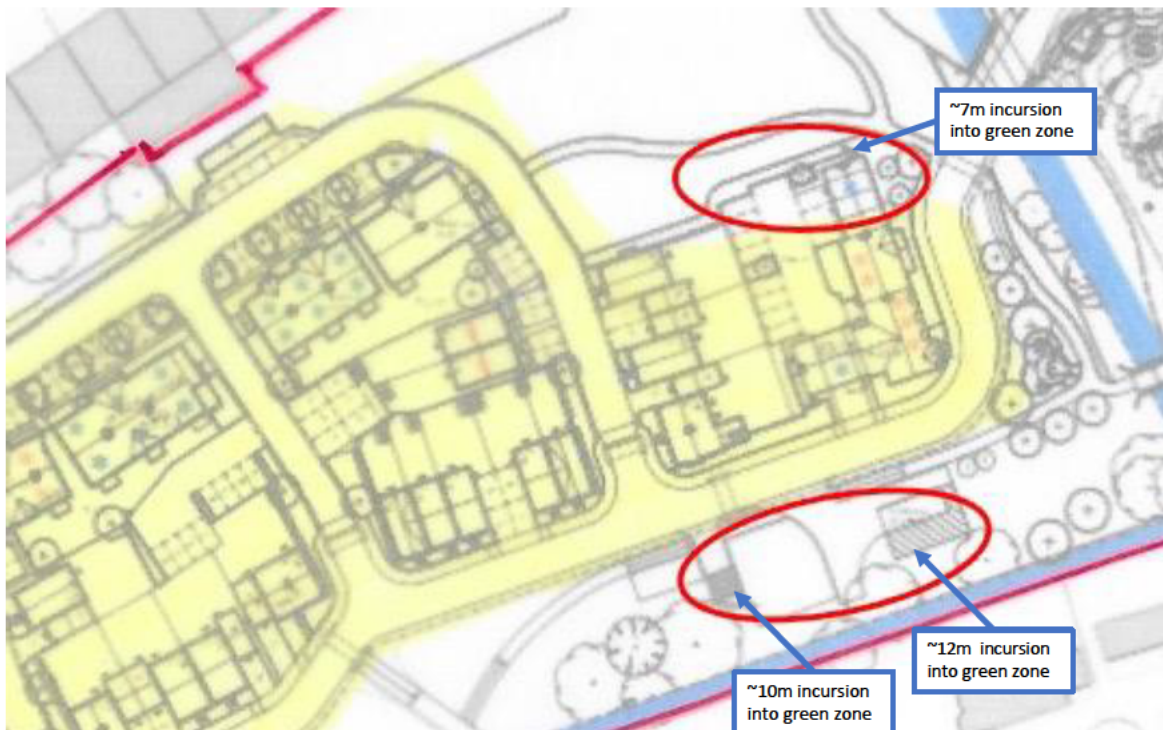 ~7m incursion
into green zone
~12m incursion
into green zone
~10m incursion
into green zone